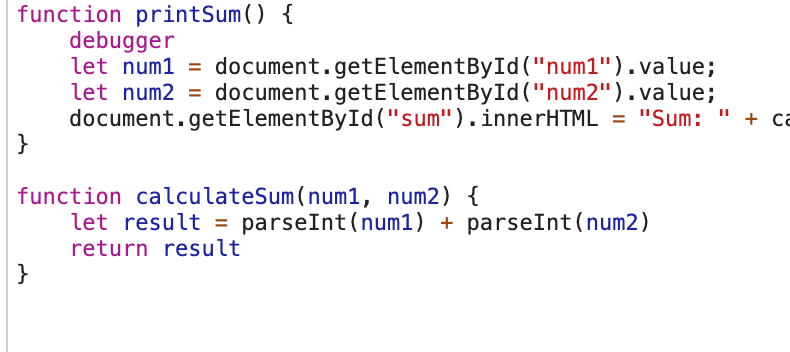 function printSum() {
    debugger
    let num1 = document.getElementById("num1").value;
    let num2 = document.getElementById("num2").value;
    document.getElementById("sum").innerHTML = "Sum: " + ca
}

function calculateSum(num1, num2) {
    let result = parseInt(num1) + parseInt(num2)
    return result
}